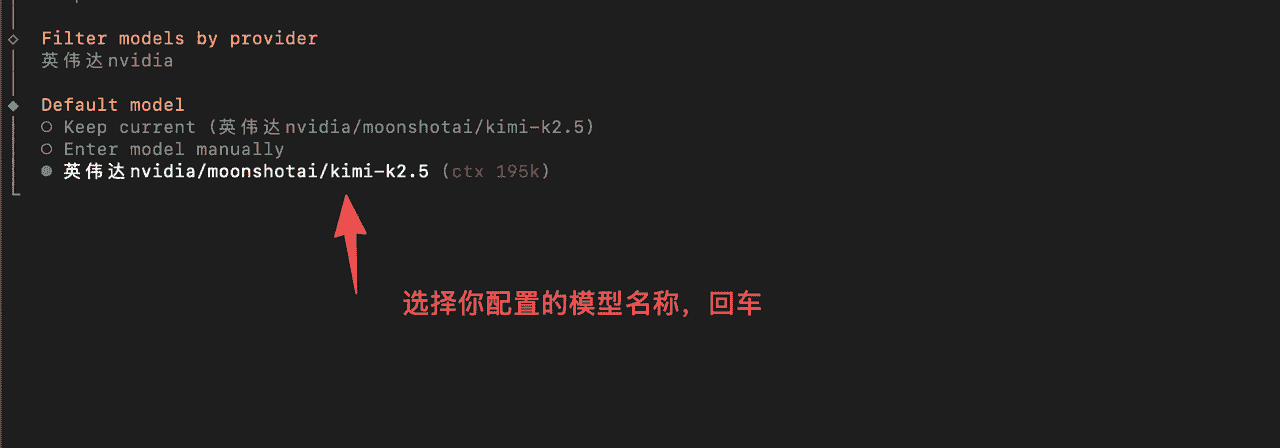 Filter models by provider
英伟达nvidia
Default model
Keep current (英伟达nvidia/moonshotai/kimi-k2.5)
Enter model manually
英伟达nvidia/moonshotai/kimi-k2.5 (ctx 195k)
选择你配置的模型名称，回车